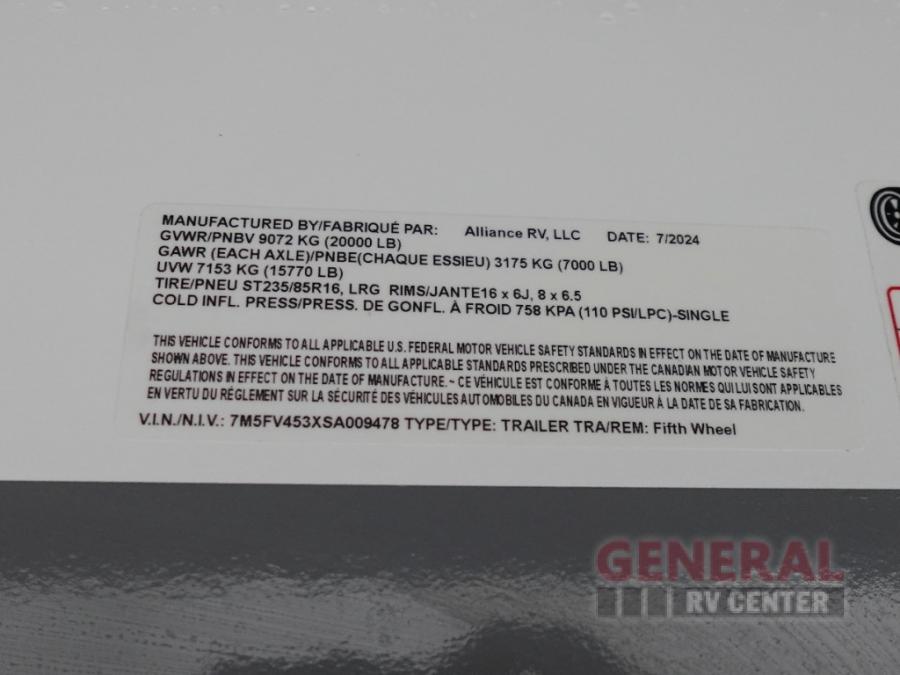 MANUFACTURED BY/FABRIQUÉ PAR: Alliance RV, LLC DATE: 7/2024
GVWR/PNBV 9072 KG (20000 LB)
GAWR (EACH AXLE)/PNBE(CHAQUE ESSIEU) 3175 KG (7000 LB)
UVW 7153 KG (15770 LB)
TIRE/PNEU ST235/85R16, LRG RIMS/JANTE16 x 6J, 8 x 6.5
COLD INFL. PRESS/PRESS. DE GONFL. À FROID 758 KPA (110 PSI/LPC)-SINGLE
THIS VEHICLE CONFORMS TO ALL APPLICABLE U.S. FEDERAL MOTOR VEHICLE SAFETY STANDARDS IN EFFECT ON THE DATE OF MANUFACTURE
SHOWN ABOVE. THIS VEHICLE CONFORMS TO ALL APPLICABLE STANDARDS PRESCRIBED UNDER THE CANADIAN MOTOR VEHICLE SAFETY
REGULATIONS IN EFFECT ON THE DATE OF MANUFACTURE. ~ CE VÉHICULE EST CONFORME À TOUTES LES NORMES QUI LUI SONT APPLICABLES
EN VERTU DU RÉGLEMENT SUR LA SÉCURITÉ DES VÉHICULES AUTOMOBILES DU CANADA EN VIGUEUR À LA DATE DE SA FABRICATION.
V.I.N./N.I.V.: 7M5FV453XSA009478 TYPE/TYPE: TRAILER TRA/REM: Fifth Wheel
GENERAL
RV CENTER